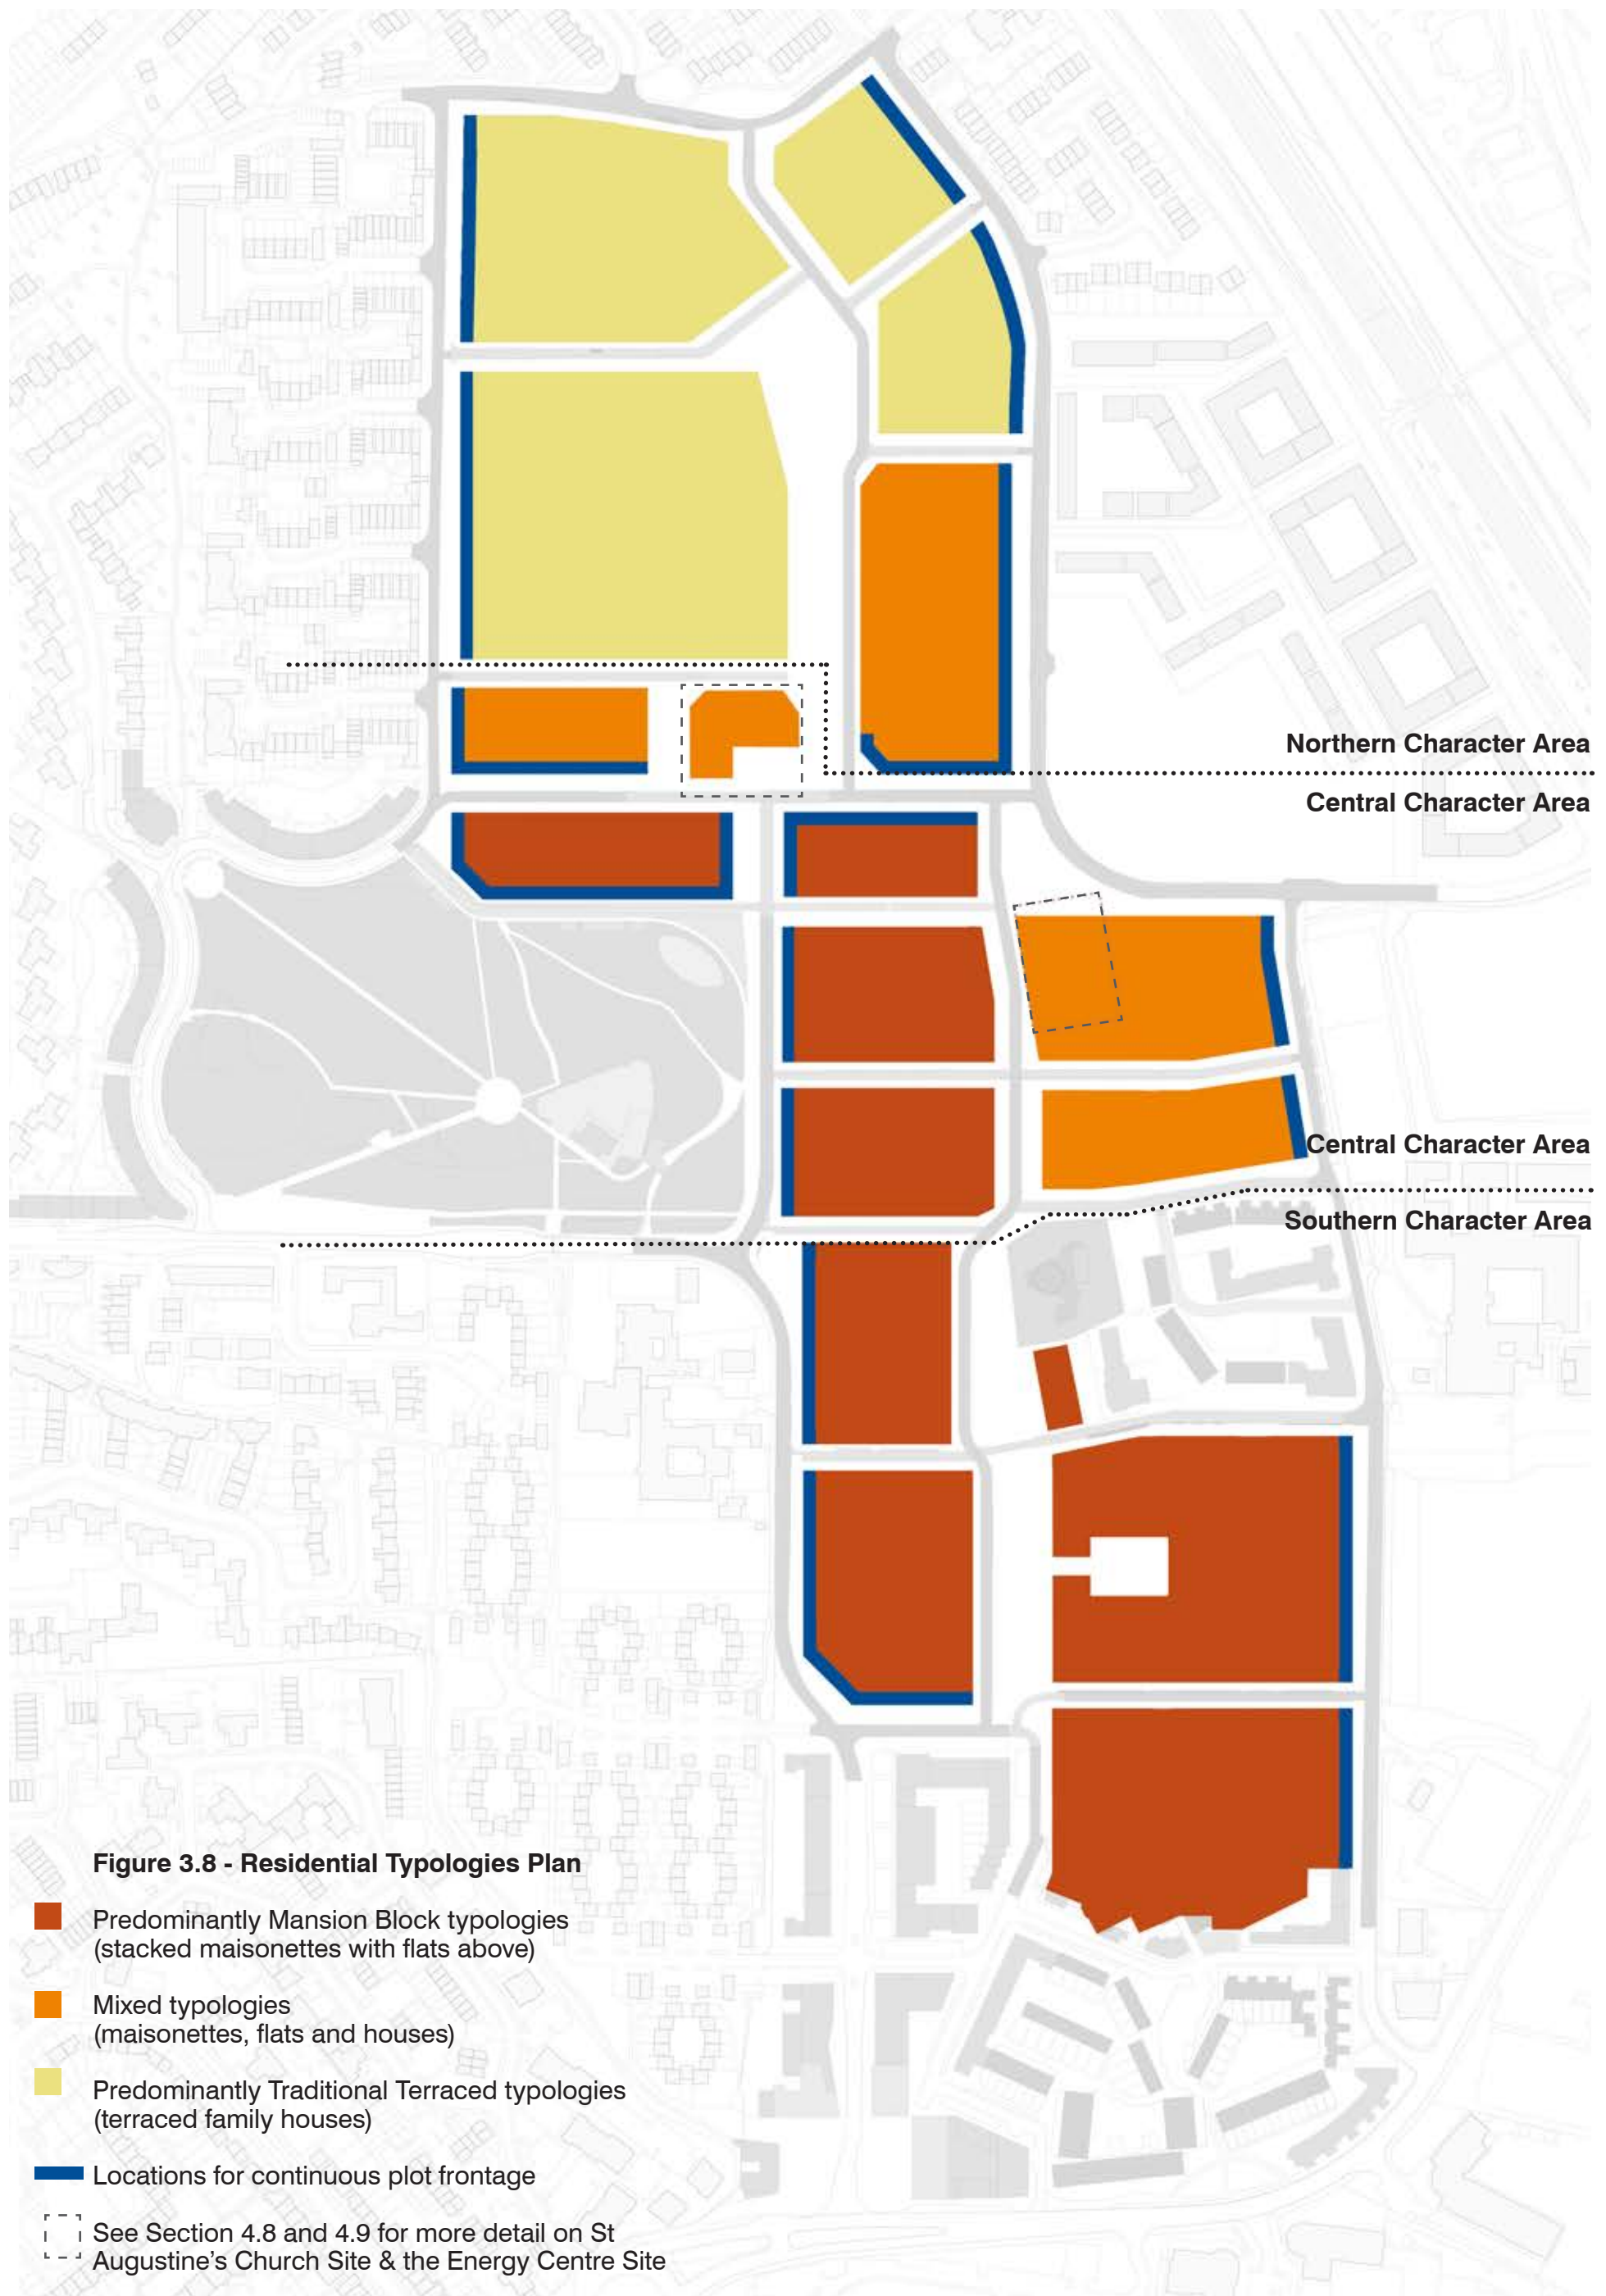 Northern Character Area
Central Character Area
Central Character Area
Southern Character Area
Figure 3.8 - Residential Typologies Plan
Predominantly Mansion Block typologies
(stacked maisonettes with flats above)
Mixed typologies
(maisonettes, flats and houses)
Predominantly Traditional Terraced typologies
(terraced family houses)
Locations for continuous plot frontage
See Section 4.8 and 4.9 for more detail on St
Augustine's Church Site & the Energy Centre Site